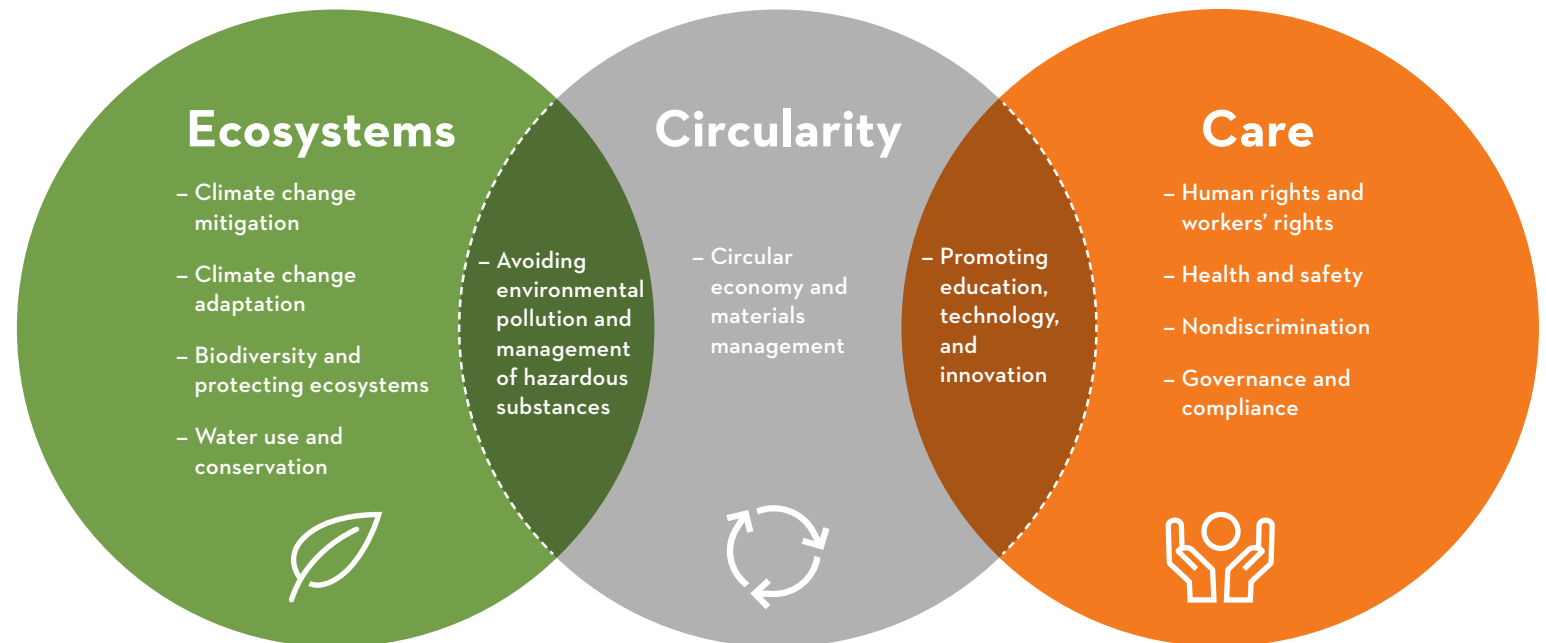 Ecosystems
– Climate change
mitigation
– Climate change
adaptation
– Biodiversity and
protecting ecosystems
– Water use and
conservation
– Avoiding
environmental
pollution and
management
of hazardous
substances
Circularity
– Circular
economy and
materials
management
– Promoting
education,
technology,
and
innovation
Care
– Human rights and
workers’ rights
– Health and safety
– Nondiscrimination
– Governance and
compliance